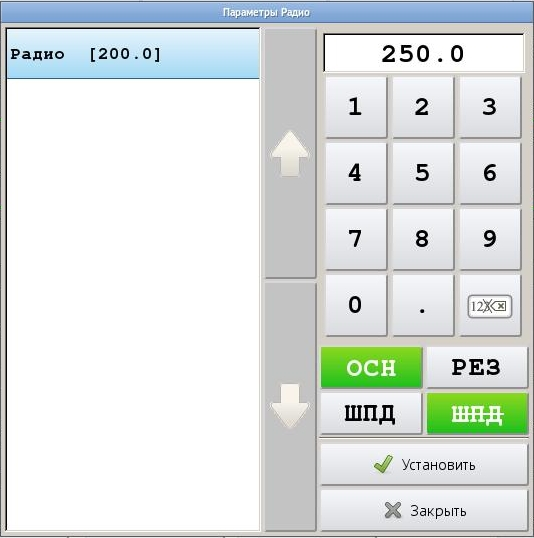 Параметры Радио
Радио [200.0]
250.0
1 2 3
4 5 6
7 8 9
0 .
ОСН РЕЗ
ШПД ШПД
Установить
Закрыть